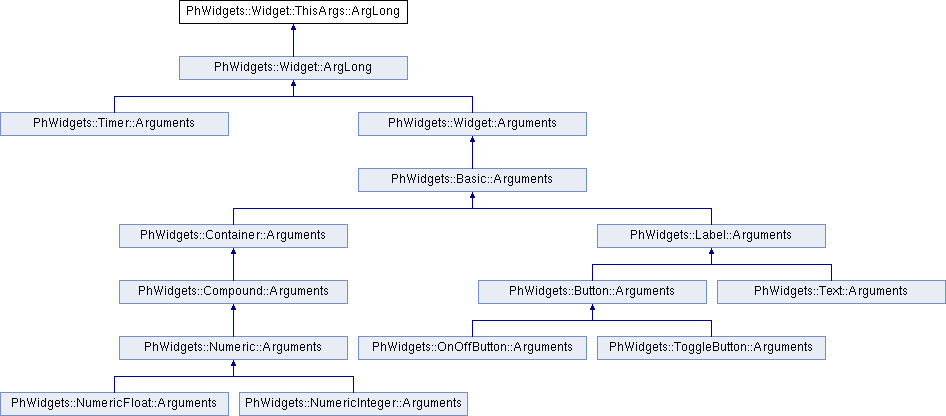 PhWidgets::Widget::ThisArgs::ArgLong
PhWidgets::Widget::ArgLong
PhWidgets::Timer::Arguments
PhWidgets::Widget::Arguments
PhWidgets::Basic::Arguments
PhWidgets::Container::Arguments
PhWidgets::Label::Arguments
PhWidgets::Compound::Arguments
PhWidgets::Button::Arguments
PhWidgets::Text::Arguments
PhWidgets::Numeric::Arguments
PhWidgets::OnOffButton::Arguments
PhWidgets::ToggleButton::Arguments
PhWidgets::NumericFloat::Arguments
PhWidgets::NumericInteger::Arguments